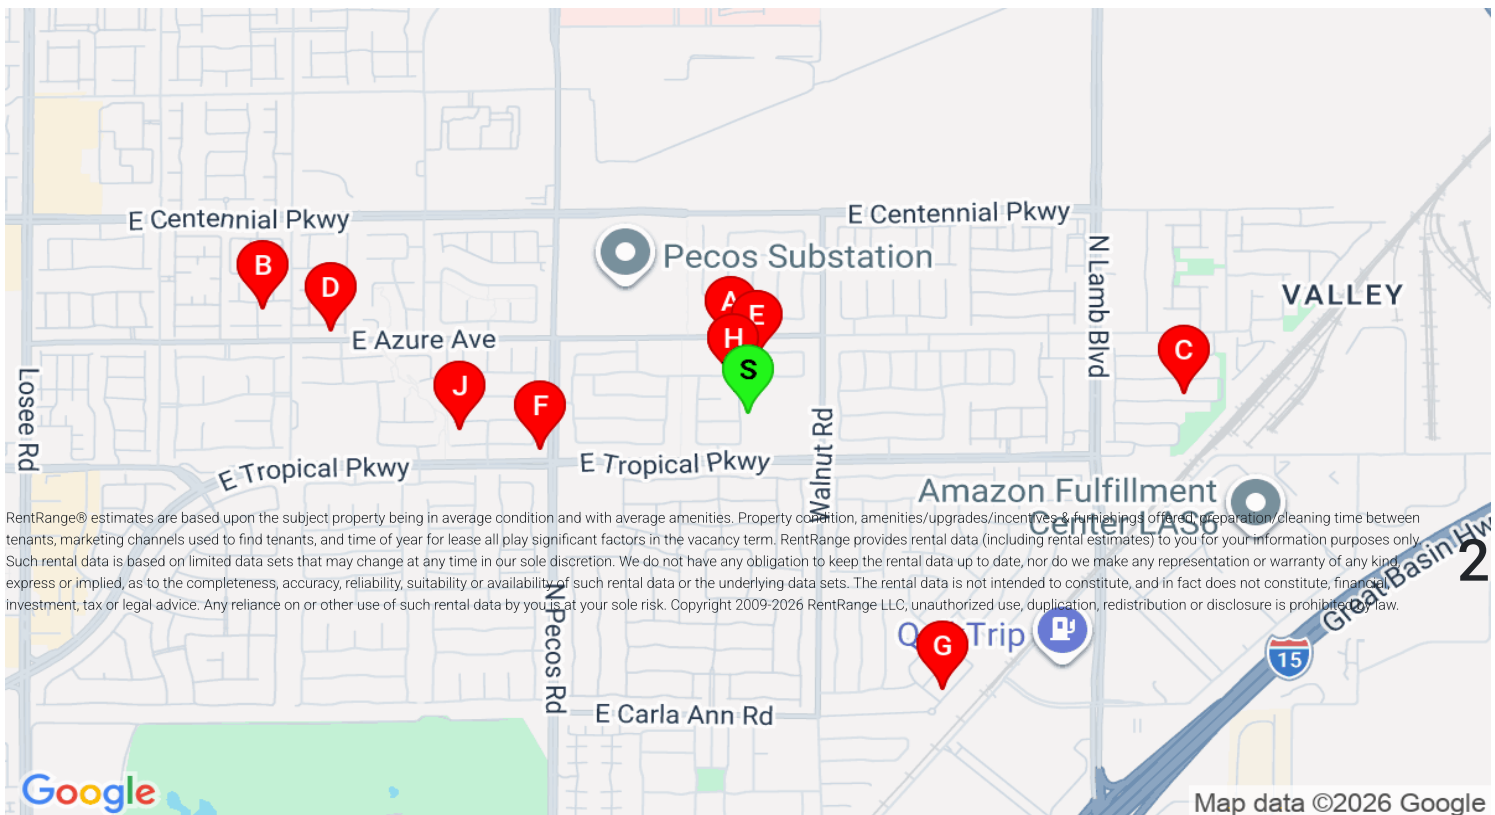 E Centennial Pkwy
E Centennial Pkwy
B
D
Pecos Substation
A
E
H
S
E Azure Ave
J
F
C
VALLEY
N Lamb Blvd
Losee Rd
Walnut Rd
E Tropical Pkwy
E Tropical Pkwy
Amazon Fulfillment
Center LAS6
RentRange® estimates are based upon the subject property being in average condition and with average amenities. Property condition, amenities/upgrades/incentives & furnishings offered, preparation/cleaning time between
tenants, marketing channels used to find tenants, and time of year for lease all play significant factors in the vacancy term. RentRange provides rental data (including rental estimates) to you for your information purposes only.
Such rental data is based on limited data sets that may change at any time in our sole discretion. We do not have any obligation to keep the rental data up to date, nor do we make any representation or warranty of any kind,
express or implied, as to the completeness, accuracy, reliability, suitability or availability of such rental data or the underlying data sets. The rental data is not intended to constitute, and in fact does not constitute, financial,
investment, tax or legal advice. Any reliance on or other use of such rental data by you is at your sole risk. Copyright 2009-2026 RentRange LLC, unauthorized use, duplication, redistribution or disclosure is prohibited by law.
2
Great Basin Hw
N Pecos Rd
Trip
G
15
E Carla Ann Rd
Google
Map data ©2026 Google